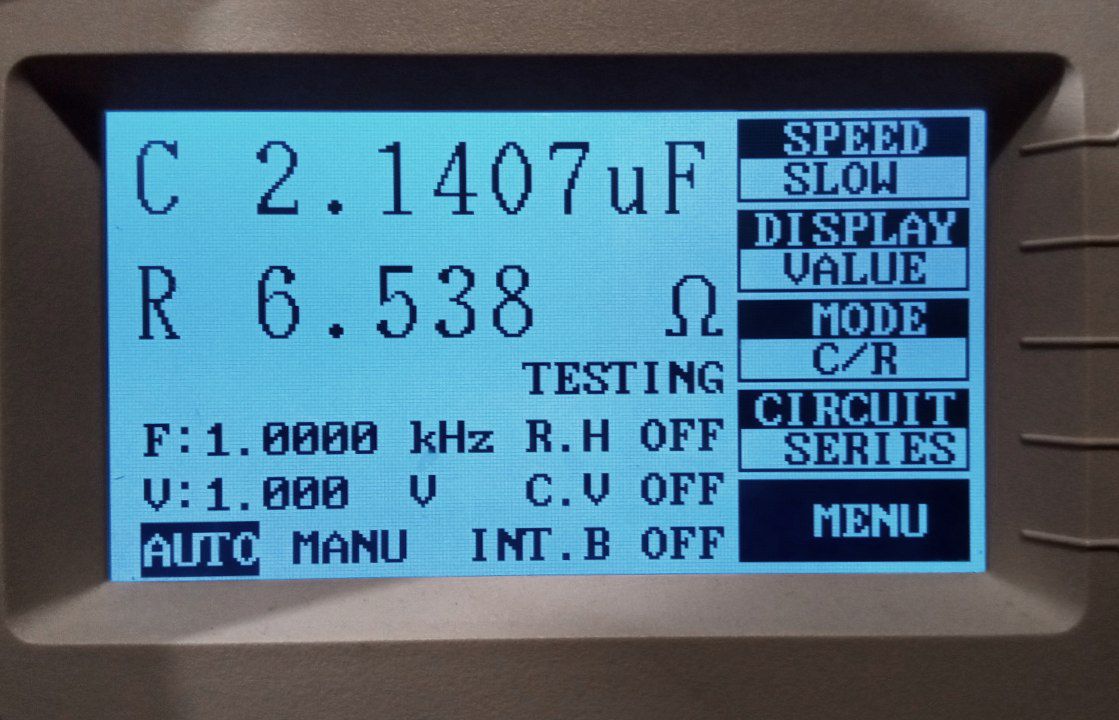 C 2.1407uF
R 6.538 Ω
TESTING
F:1.0000 kHz R.H OFF
V:1.000 V C.V OFF
AUTO MANU INT.B OFF
SPEED
SLOW
DISPLAY
VALUE
MODE
C/R
CIRCUIT
SERIES
MENU